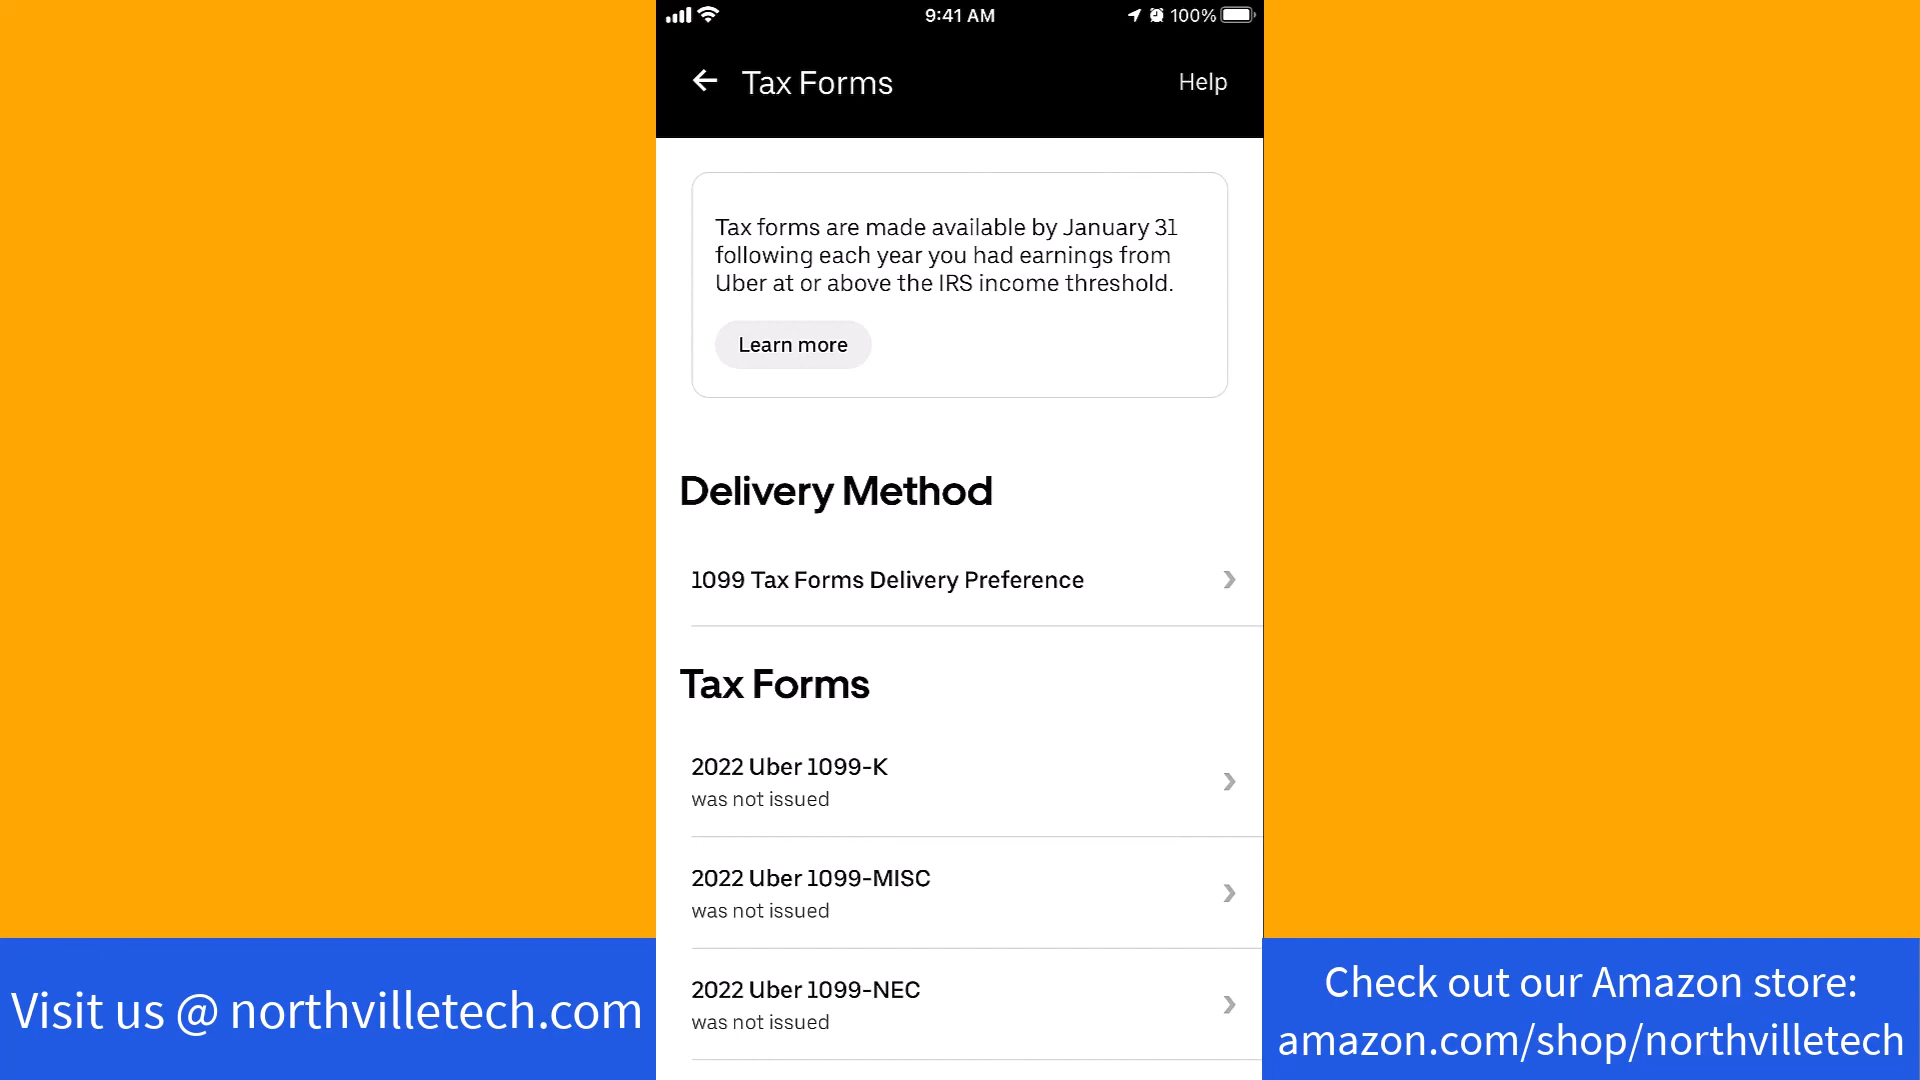 9:41 AM
100%
Tax Forms
Help
Tax forms are made available by January 31
following each year you had earnings from
Uber at or above the IRS income threshold.
Learn more
Delivery Method
1099 Tax Forms Delivery Preference
Tax Forms
2022 Uber 1099-K
was not issued
2022 Uber 1099-MISC
was not issued
2022 Uber 1099-NEC
was not issued
Visit us @ northvilletech.com
Check out our Amazon store:
amazon.com/shop/northvilletech